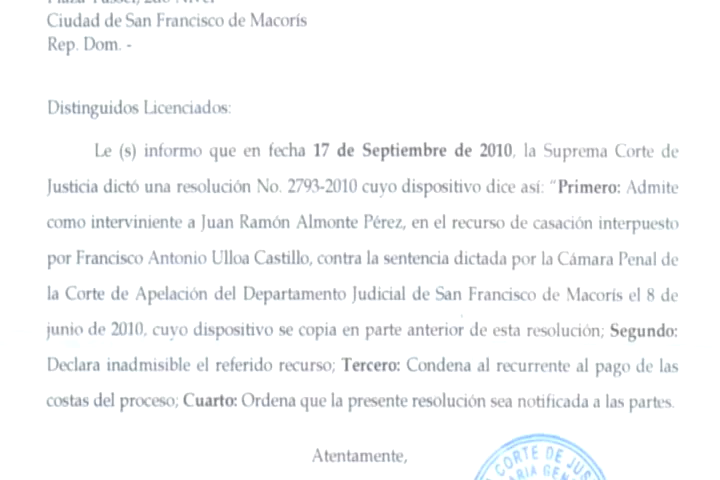 Ciudad de San Francisco de Macorís
Rep. Dom. -
Distinguidos Licenciados:
Le (s) informo que en fecha 17 de Septiembre de 2010, la Suprema Corte de
Justicia dictó una resolución No. 2793-2010 cuyo dispositivo dice así: “Primero: Admite
como interviniente a Juan Ramón Almonte Pérez, en el recurso de casación interpuesto
por Francisco Antonio Ulloa Castillo, contra la sentencia dictada por la Cámara Penal de
la Corte de Apelación del Departamento Judicial de San Francisco de Macorís el 8 de
junio de 2010, cuyo dispositivo se copia en parte anterior de esta resolución; Segundo:
Declara inadmisible el referido recurso; Tercero: Condena al recurrente al pago de las
costas del proceso; Cuarto: Ordena que la presente resolución sea notificada a las partes.
Atentamente,
CORTE DE JUS
ARIA GEN